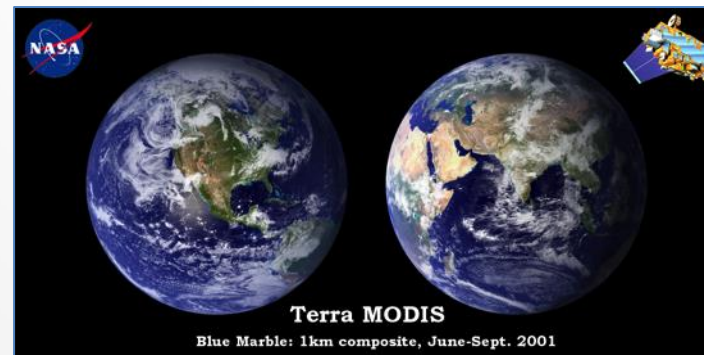 NASA
Terra MODIS
Blue Marble: 1km composite, June-Sept. 2001